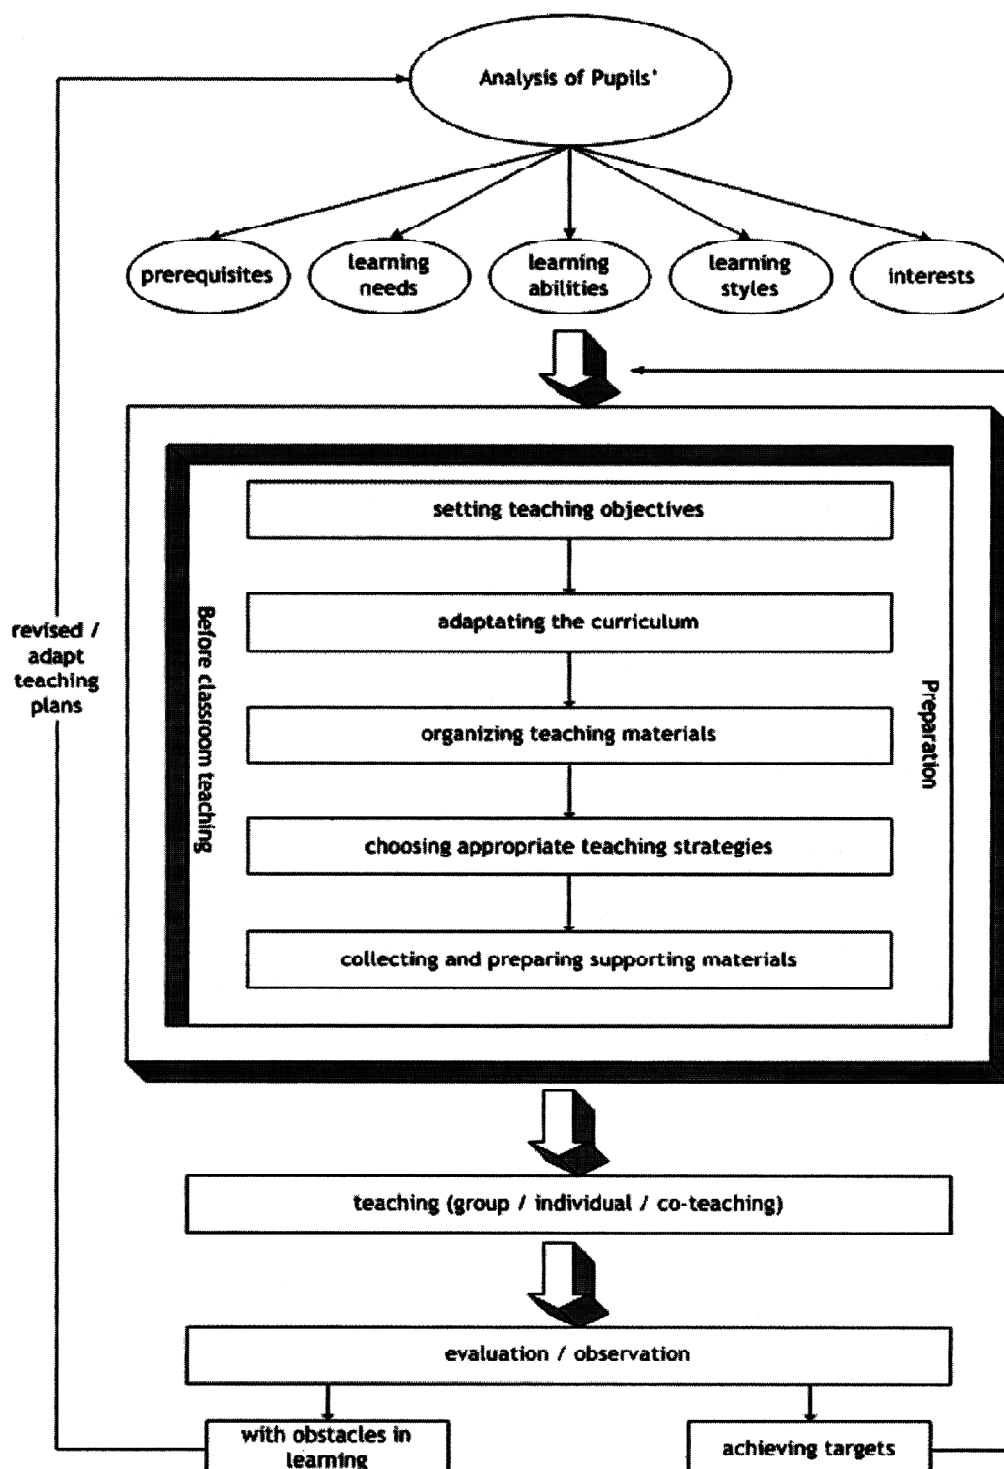 Analysis of Pupils'
prerequisites
learning
needs
learning
abilities
learning
styles
interests
setting teaching objectives
adaptating the curriculum
organizing teaching materials
choosing appropriate teaching strategies
collecting and preparing supporting materials
Before classroom teaching
Preparation
revised /
adapt
teaching
plans
teaching (group / individual / co-teaching)
evaluation / observation
with obstacles in
learning
achieving targets